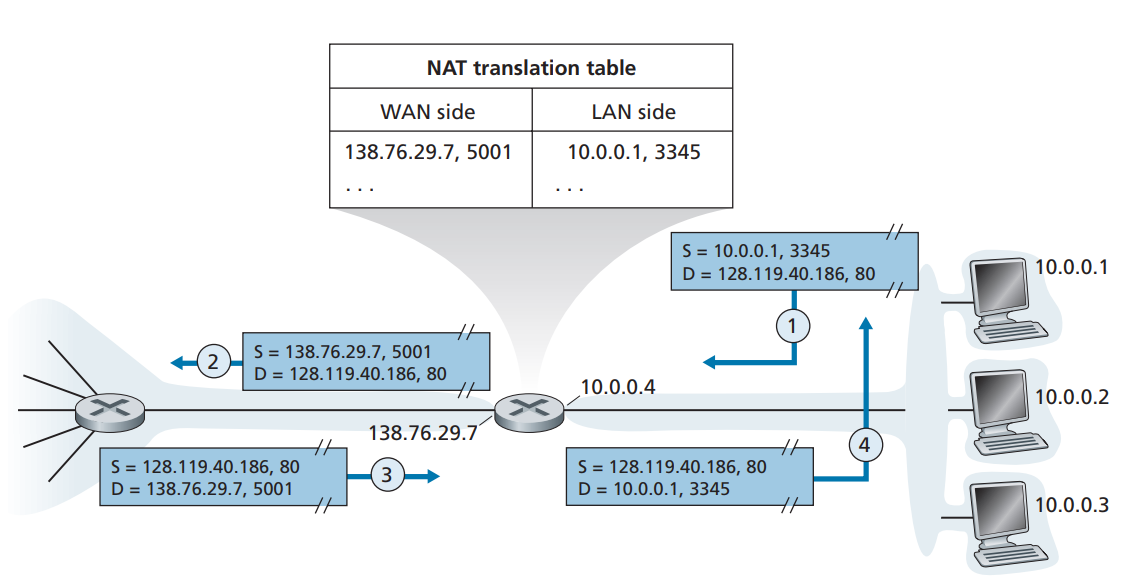 NAT translation table
WAN side
LAN side
138.76.29.7, 5001
10.0.0.1, 3345
. . .
. . .
S = 10.0.0.1, 3345
D = 128.119.40.186, 80
10.0.0.1
1
S = 138.76.29.7, 5001
D = 128.119.40.186, 80
2
10.0.0.4
10.0.0.2
138.76.29.7
4
S = 128.119.40.186, 80
D = 138.76.29.7, 5001
3
S = 128.119.40.186, 80
D = 10.0.0.1, 3345
10.0.0.3